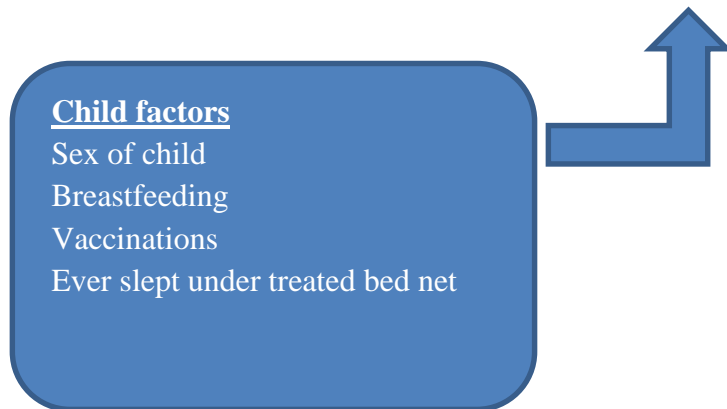 Child factors
Sex of child
Breastfeeding
Vaccinations
Ever slept under treated bed net